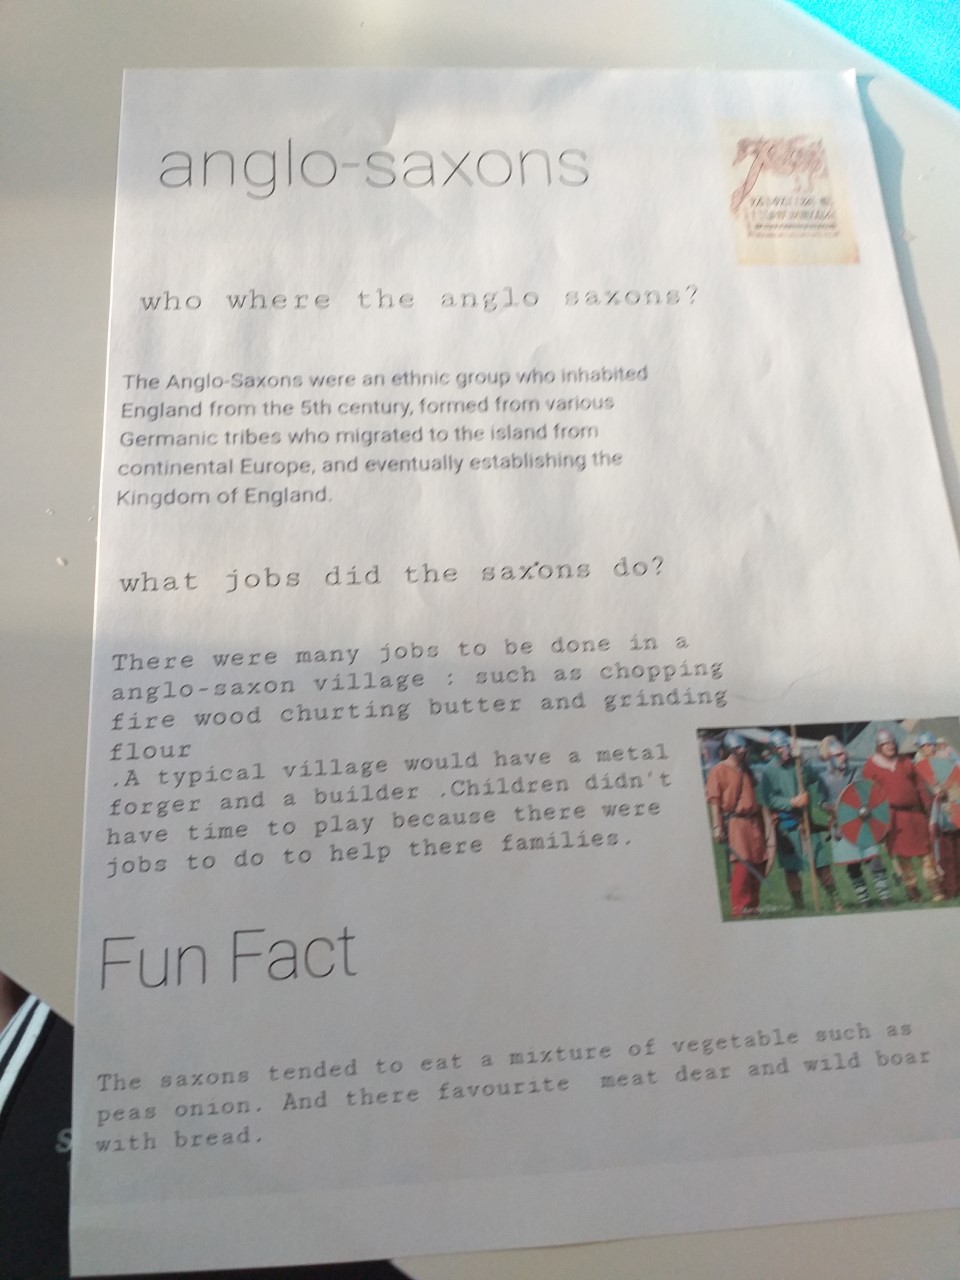 anglo-saxons
who where the anglo saxons?
The Anglo-Saxons were an ethnic group who inhabited
England from the 5th century, formed from various
Germanic tribes who migrated to the island from
continental Europe, and eventually establishing the
Kingdom of England.
what jobs did the saxons do?
There were many jobs to be done in a
anglo-saxon village : such as chopping
fire wood churting butter and grinding
flour
.A typical village would have a metal
forger and a builder .Children didn't
have time to play because there were
jobs to do to help there families.
Fun Fact
The saxons tended to eat a mixture of vegetable such as
peas onion. And there favourite meat dear and wild boar
with bread.